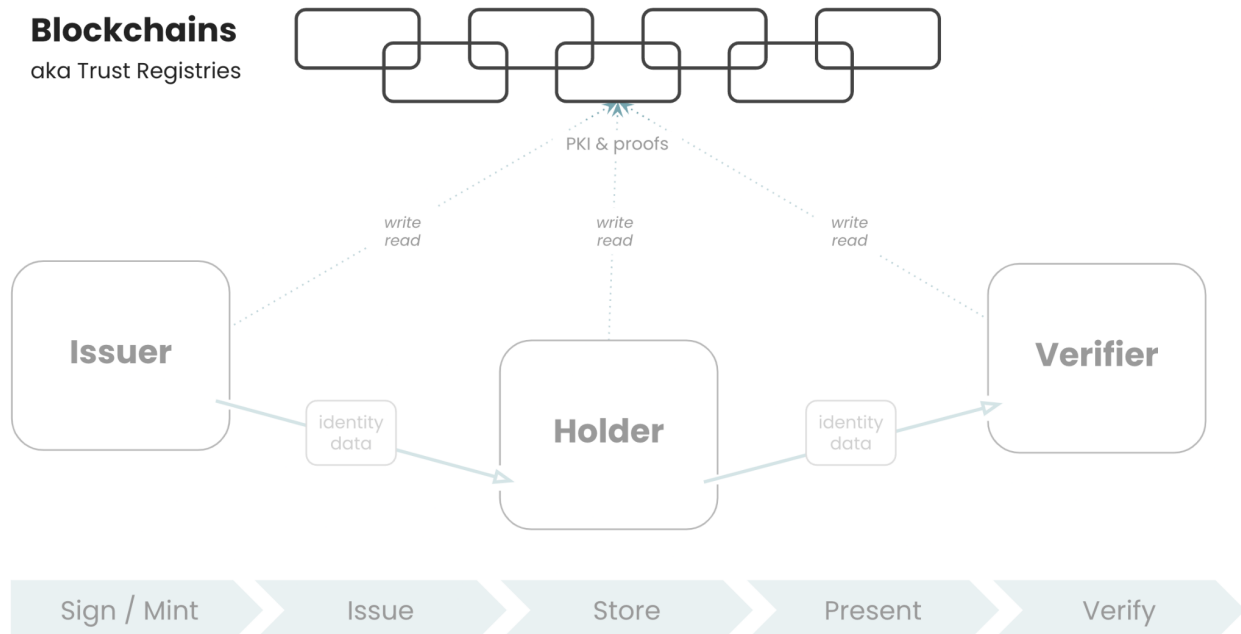 Blockchains
aka Trust Registries
PKI & proofs
write
read
write
read
write
read
Issuer
Holder
Verifier
identity
data
identity
data
Sign / Mint
Issue
Store
Present
Verify